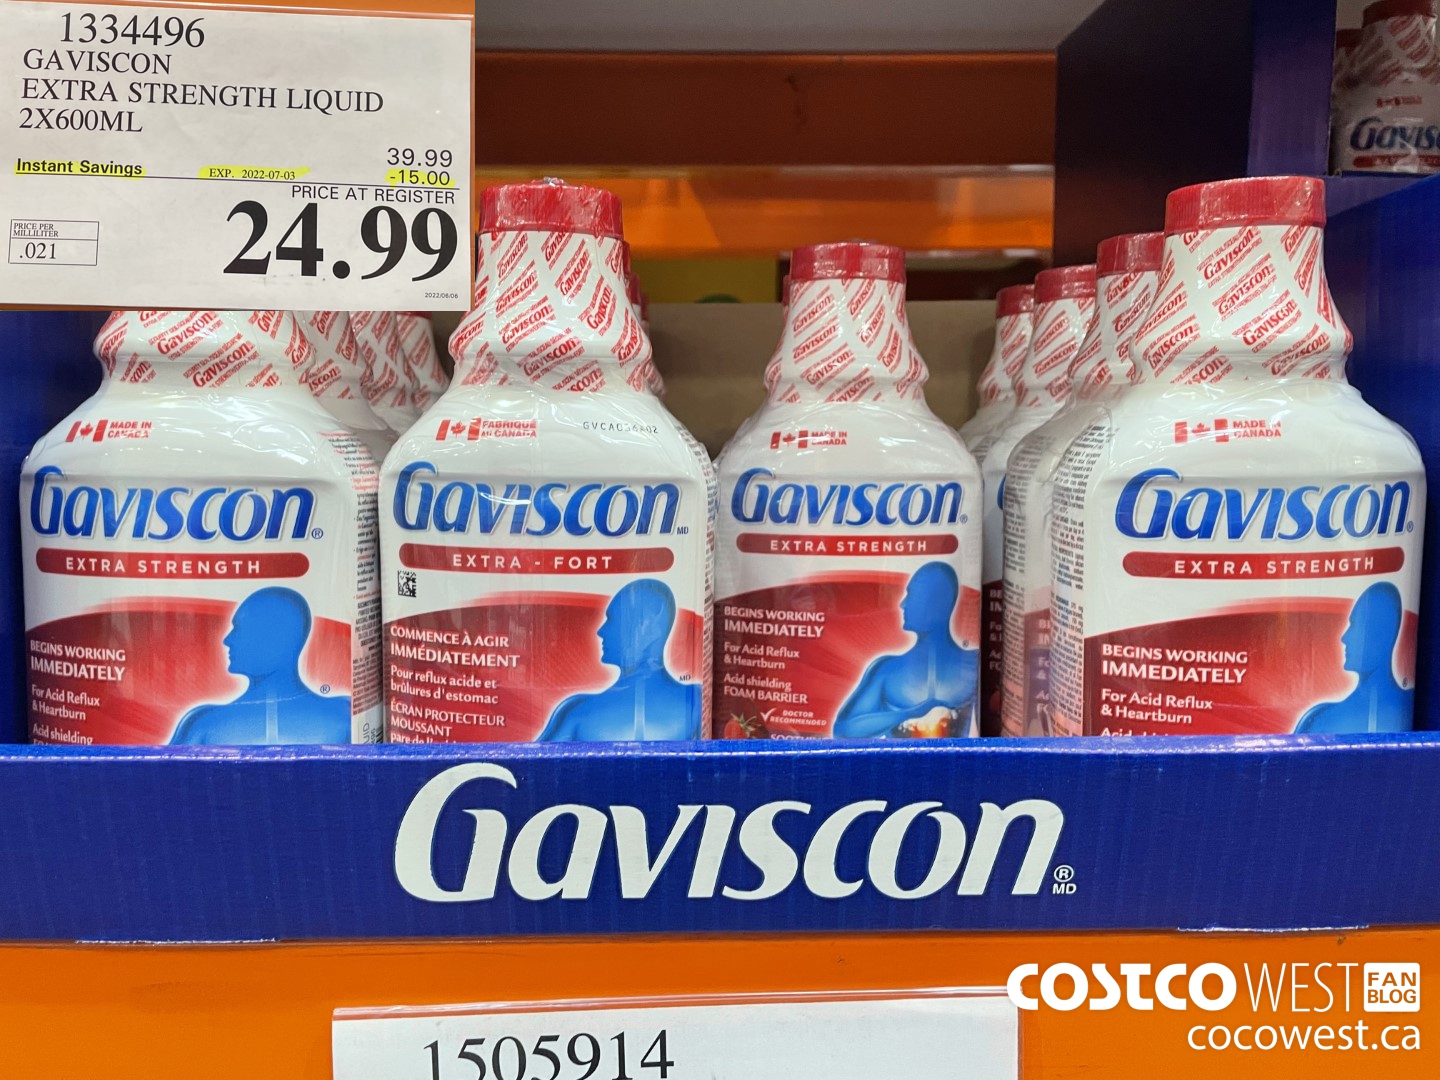 1334496
GAVISCON
EXTRA STRENGTH LIQUID
2X600ML
39.99
Instant Savings EXP. 2022-07-03 -15.00
PRICE AT REGISTER
24.99
PRICE PER
MILLILITER
.021
2022/06/06
MADE IN
CANADA
Gaviscon®
EXTRA STRENGTH
BEGINS WORKING
IMMEDIATELY
For Acid Reflux
& Heartburn
Acid shielding
FABRIQUÉ
AU CANADA
Gaviscon MD
EXTRA - FORT
COMMENCE À AGIR
IMMÉDIATEMENT
Pour reflux acide et
brûlures d'estomac
ÉCRAN PROTECTEUR
MOUSSANT
MADE IN
CANADA
Gaviscon®
EXTRA STRENGTH
BEGINS WORKING
IMMEDIATELY
For Acid Reflux
& Heartburn
Acid shielding
FOAM BARRIER
DOCTOR
RECOMMENDED
MADE IN
CANADA
Gaviscon®
EXTRA STRENGTH
BEGINS WORKING
IMMEDIATELY
For Acid Reflux
& Heartburn
Gaviscon ® MD
1505914
COSTCO WEST FAN BLOG
cocowest.ca